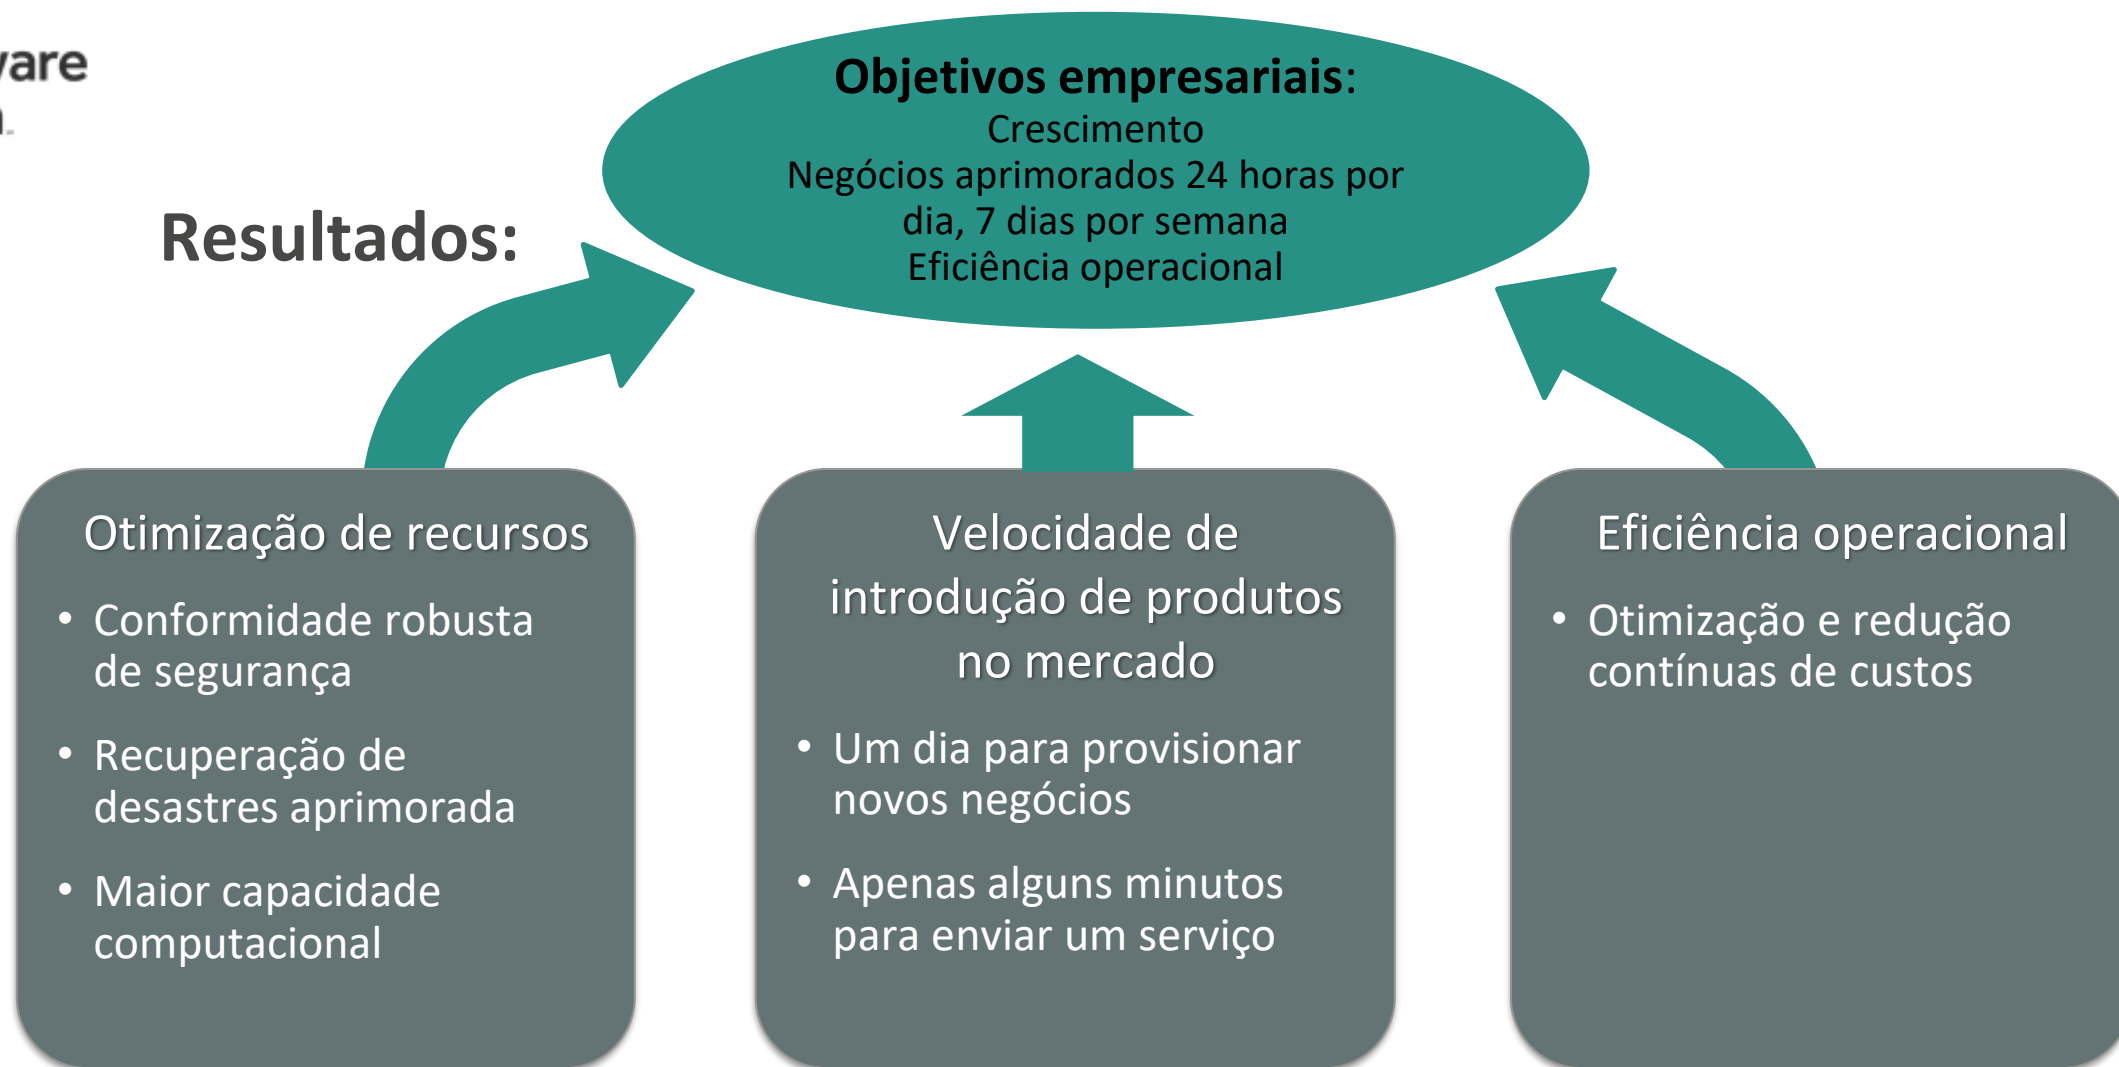 Objetivos empresariais:
Crescimento
Negócios aprimorados 24 horas por
dia, 7 dias por semana
Eficiência operacional
Resultados:
Otimização de recursos
• Conformidade robusta
de segurança
• Recuperação de
desastres aprimorada
• Maior capacidade
computacional
Velocidade de
introdução de produtos
no mercado
• Um dia para provisionar
novos negócios
• Apenas alguns minutos
para enviar um serviço
Eficiência operacional
• Otimização e redução
contínuas de custos